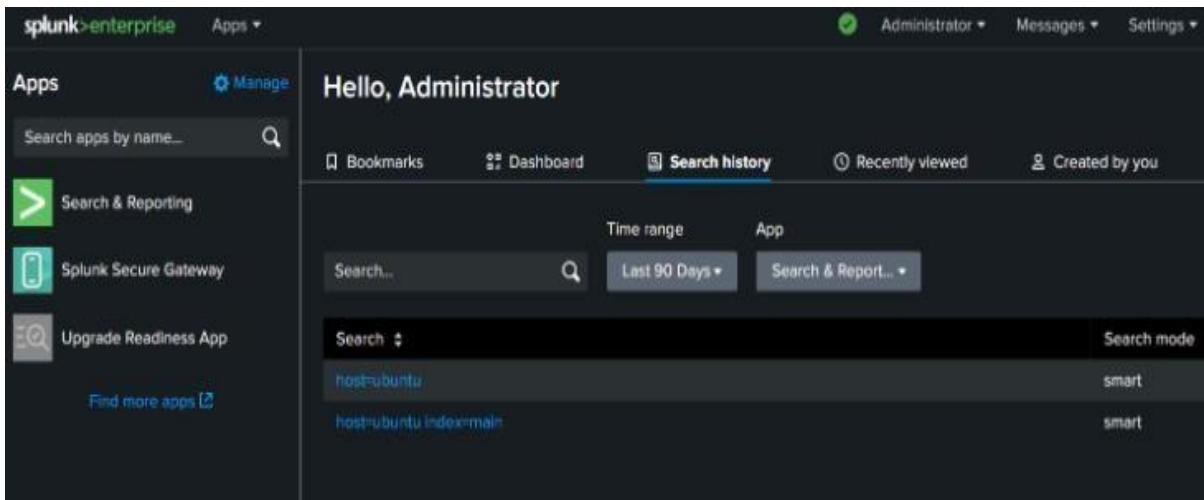 splunk>enterprise Apps Administrator Messages Settings
Apps Manage
Search apps by name...
Search & Reporting
Splunk Secure Gateway
Upgrade Readiness App
Find more apps
Hello, Administrator
Bookmarks Dashboard Search history Recently viewed Created by you
Time range App
Search... Last 90 Days Search & Report...
Search Search mode
host=ubuntu smart
host=ubuntu index=main smart